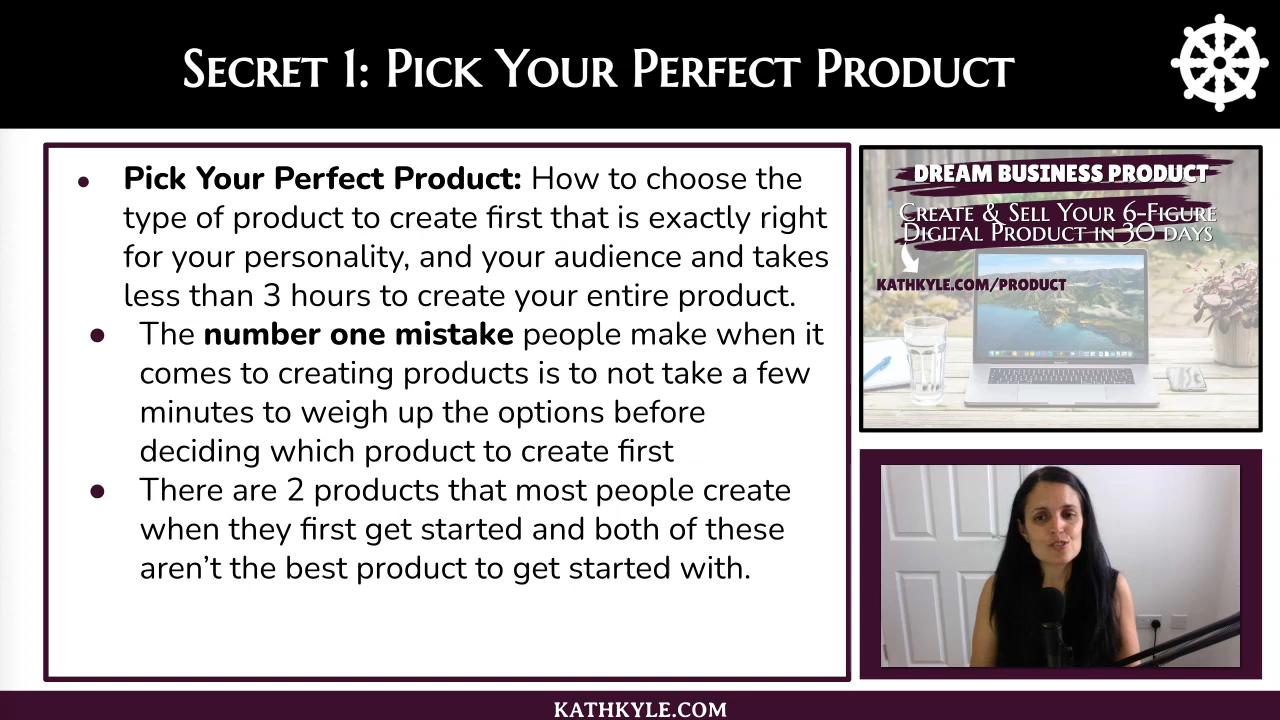 Secret 1: Pick Your Perfect Product
Pick Your Perfect Product: How to choose the
type of product to create first that is exactly right
for your personality, and your audience and takes
less than 3 hours to create your entire product.
The number one mistake people make when it
comes to creating products is to not take a few
minutes to weigh up the options before
deciding which product to create first
There are 2 products that most people create
when they first get started and both of these
aren’t the best product to get started with.
DREAM BUSINESS PRODUCT
Create & Sell Your 6-Figure
Digital Product in 30 days
KATHKYLE.COM/PRODUCT
KATHKYLE.COM